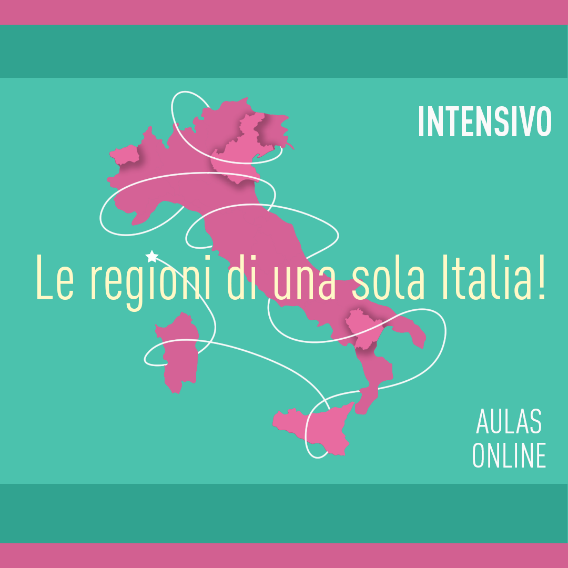 INTENSIVO
Le regioni di una sola Italia!
AULAS
ONLINE